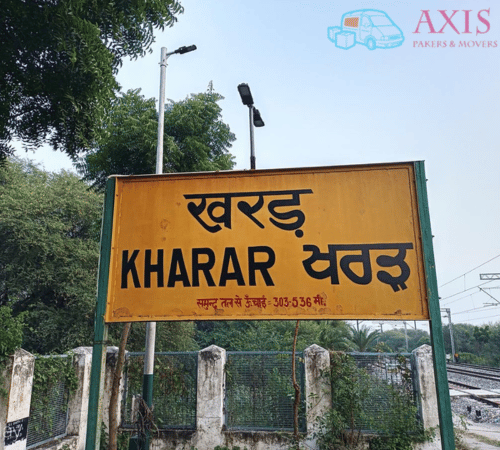 AXIS
PAKERS & MOVERS
खरड़
KHARAR ਖਰੜ
समुन्द्र तल से ऊँचाई = 303-536 मी.